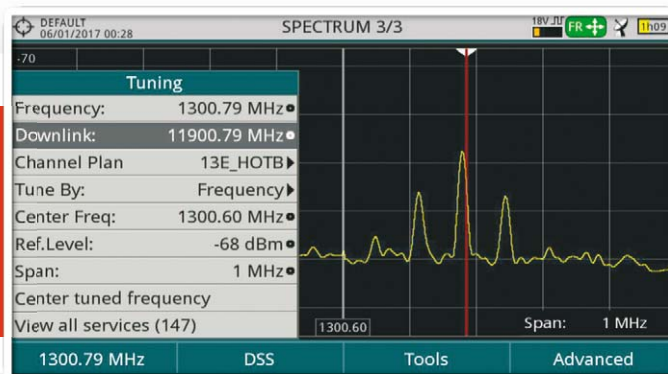 DEFAULT
06/01/2017 00:28
SPECTRUM 3/3
18V
FR
1h09
-70
Tuning
Frequency: 1300.79 MHz
Downlink: 11900.79 MHz
Channel Plan 13E_HOTB
Tune By: Frequency
Center Freq: 1300.60 MHz
Ref.Level: -68 dBm
Span: 1 MHz
Center tuned frequency
View all services (147)
1300.60
Span: 1 MHz
1300.79 MHz DSS Tools Advanced